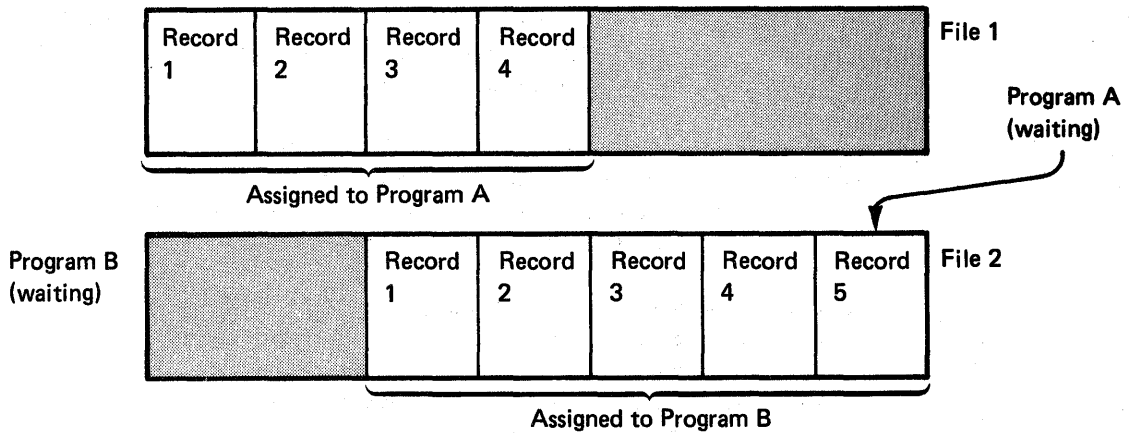 Record 1
Record 2
Record 3
Record 4
File 1
Program A
(waiting)
Assigned to Program A
Program B
(waiting)
Record 1
Record 2
Record 3
Record 4
Record 5
File 2
Assigned to Program B